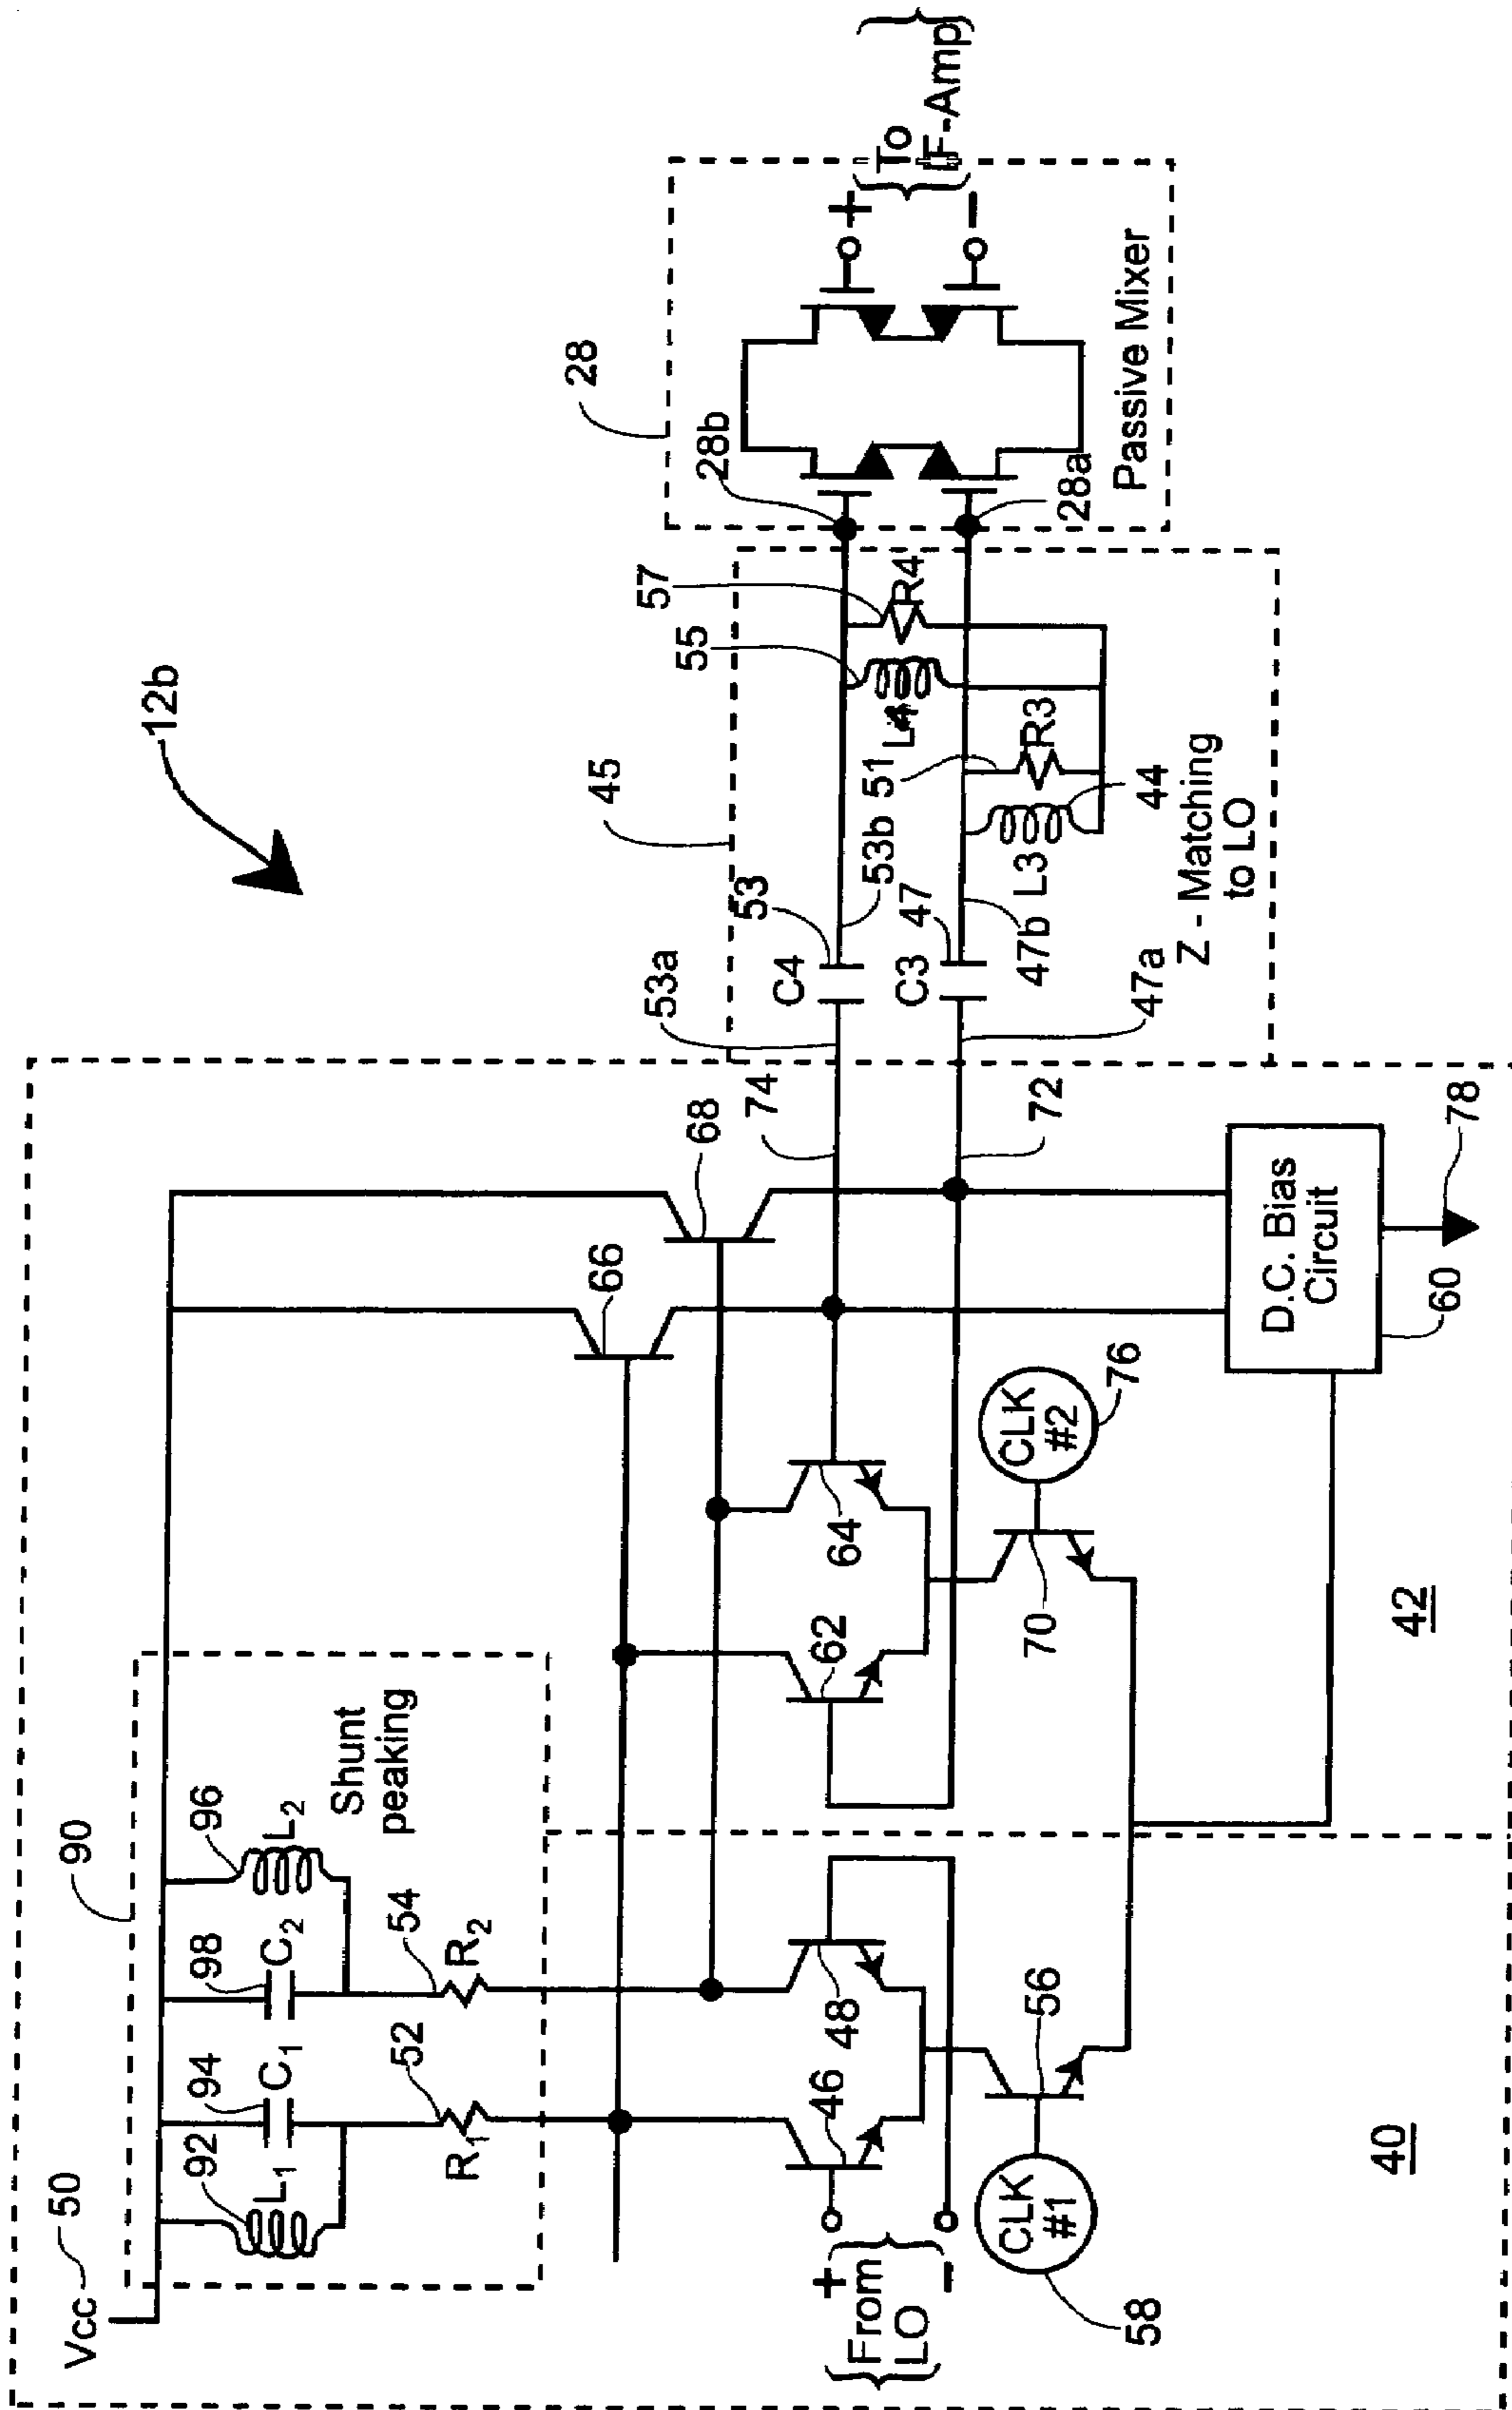 12b
Vcc
50
90
92
L1
94
C1
98
C2
96
L2
Shunt
peaking
R1
52
54
R2
66
68
74
72
53a
53
C4
53b
C3
47
47b
47a
45
55
57
L4
R4
51
R3
L3
44
Z - Matching
to LO
28
28b
28a
Passive Mixer
+
-
To
IF-Amp
+
From
LO
-
46
48
62
64
56
70
CLK
#1
58
CLK
#2
76
D.C. Bias
Circuit
60
78
40
42